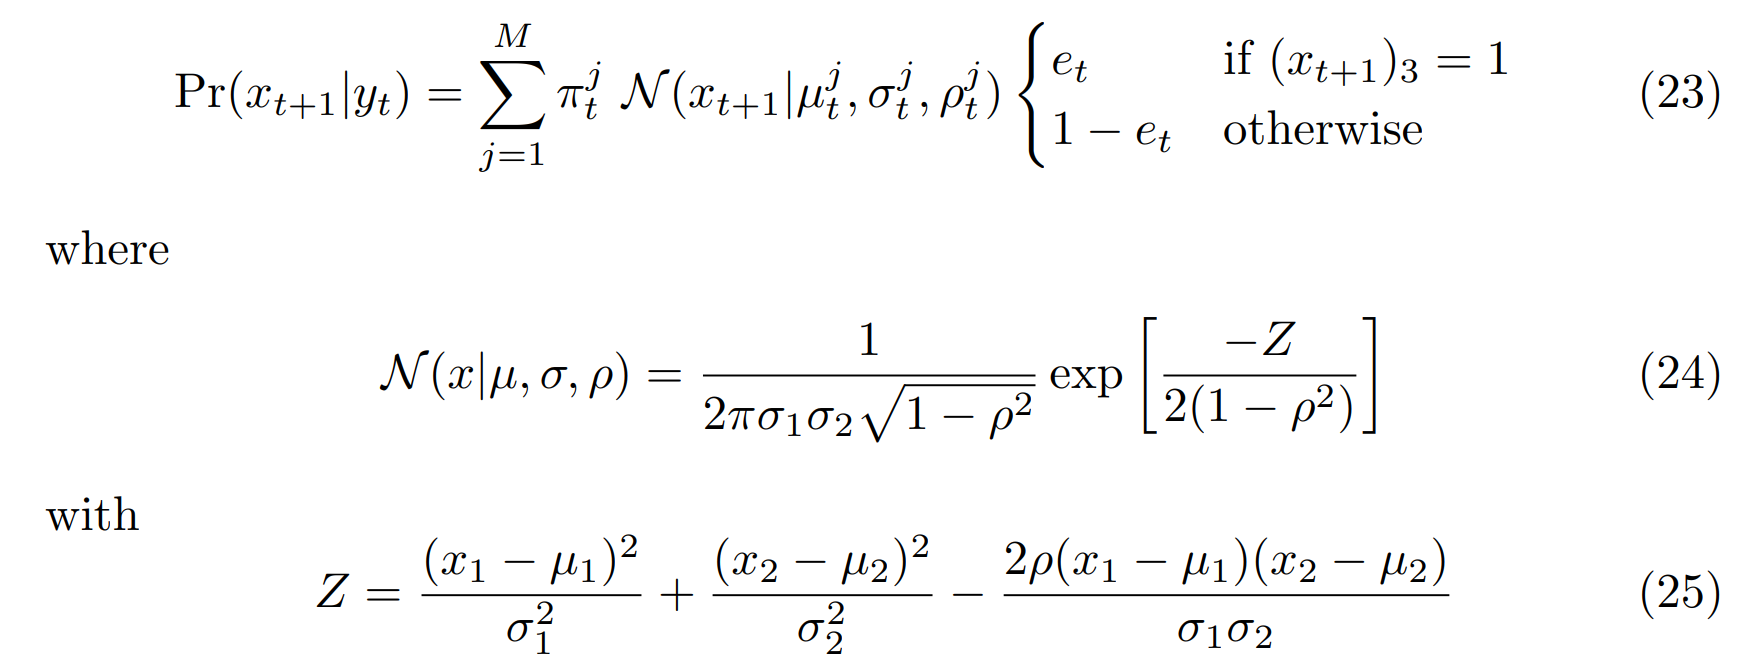 $\Pr(x_{t+1}|y_t) = \sum_{j=1}^{M} \pi_t^j \, \mathcal{N}(x_{t+1}|\mu_t^j, \sigma_t^j, \rho_t^j) \begin{cases} e_t & \text{if } (x_{t+1})_3 = 1 \\ 1 - e_t & \text{otherwise} \end{cases}$ (23)
where
$\mathcal{N}(x|\mu, \sigma, \rho) = \frac{1}{2\pi\sigma_1\sigma_2\sqrt{1-\rho^2}} \exp\left[\frac{-Z}{2(1-\rho^2)}\right]$ (24)
with
$Z = \frac{(x_1 - \mu_1)^2}{\sigma_1^2} + \frac{(x_2 - \mu_2)^2}{\sigma_2^2} - \frac{2\rho(x_1 - \mu_1)(x_2 - \mu_2)}{\sigma_1\sigma_2}$ (25)